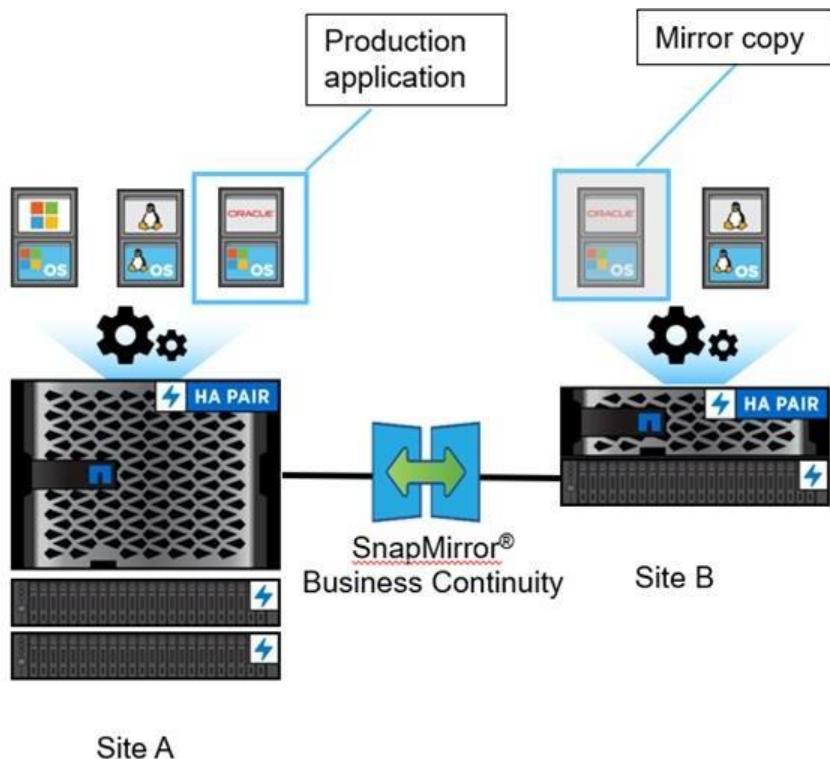 Production
application
Mirror copy
ORACLE
ORACLE
OS
OS
OS
OS
OS
HA PAIR
HA PAIR
SnapMirror®
Business Continuity
Site B
Site A